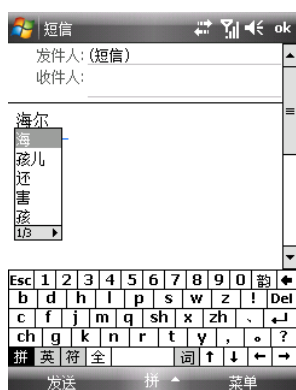 短信 ok
发件人: (短信)
收件人:
海尔
海
孩儿
还
害
孩
1/3
Esc 1 2 3 4 5 6 7 8 9 0 韵
b d h l p s w z ! Del
c f j m q sh x zh 、
ch g k n r t y , 。 ?
拼 英 符 全 词 ↑ ↓ ← →
发送 拼 菜单